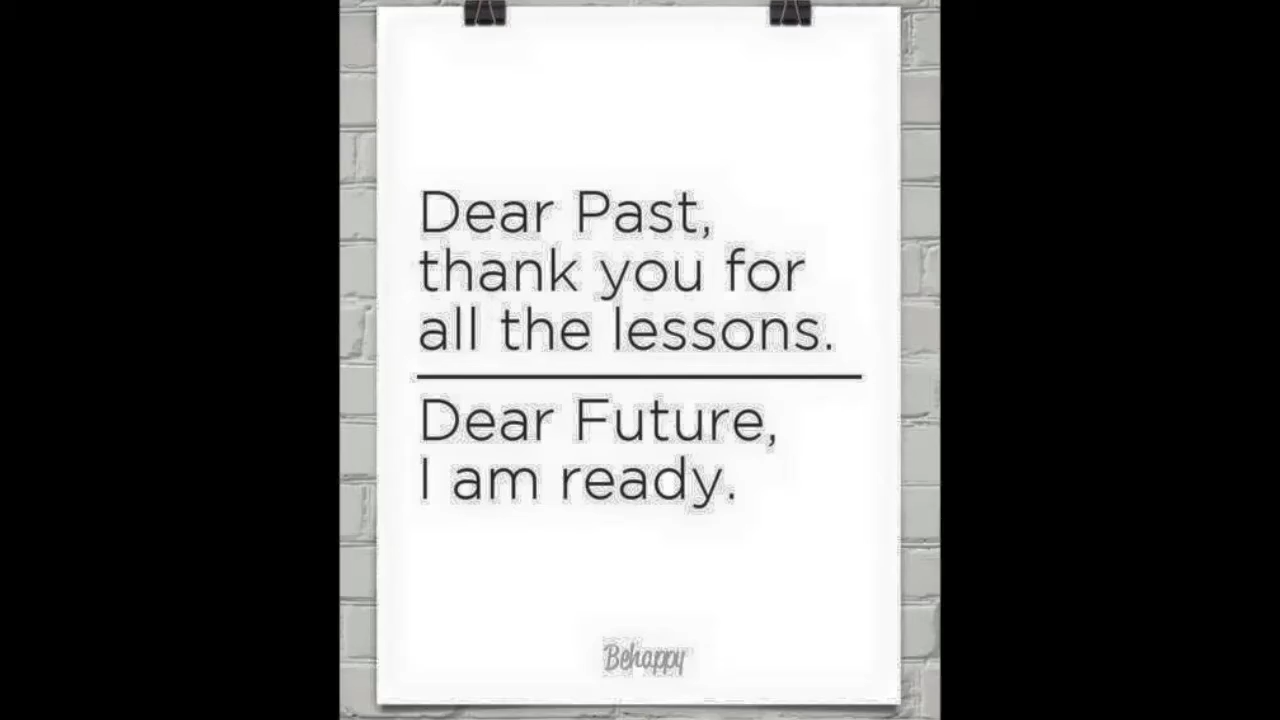 Dear Past,
thank you for
all the lessons.
Dear Future,
I am ready.
Behappy